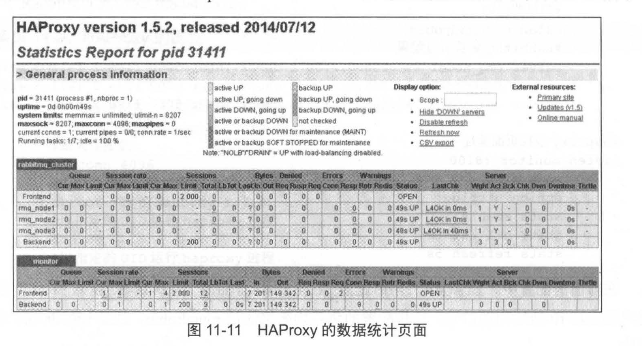 HAProxy version 1.5.2, released 2014/07/12
Statistics Report for pid 31411
> General process information
pid = 31411 (process #1, nbproc = 1)
uptime = 0d 0h00m49s
system limits: memmax = unlimited; ulimit-n = 8207
maxsock = 8207, maxconn = 4096; maxpipes = 0
current conns = 1; current pipes = 0/0; conn rate = 1/sec
Running tasks: 1/7; idle = 100 %
active UP backup UP
active UP, going down backup UP, going down
active DOWN, going up backup DOWN, going up
active or backup DOWN not checked
active or backup DOWN for maintenance (MAINT)
active or backup SOFT STOPPED for maintenance
Note: "NOLB"/"DRAIN" = UP with load-balancing disabled.
Display option:
• Scope :
• Hide 'DOWN' servers
• Disable refresh
• Refresh now
• CSV export
External resources:
• Primary site
• Updates (v1.5)
• Online manual
rabbitmq_cluster
Queue Session rate Sessions Bytes Denied Errors Warnings Server
Cur Max Limit Cur Max Limit Cur Max Limit Total LbTot Last In Out Req Resp Req Conn Resp Retr Redis Status LastChk Wght Act Bck Chk Dwn Dwntme Thrtle
Frontend 0 0 - 0 0 2 000 0 0 0 0 0 0 OPEN
rmq_node1 0 0 - 0 0 0 0 - 0 0 ? 0 0 0 0 0 0 0 49s UP L4OK in 0ms 1 Y - 0 0 0s -
rmq_node2 0 0 - 0 0 0 0 - 0 0 ? 0 0 0 0 0 0 0 49s UP L4OK in 0ms 1 Y - 0 0 0s -
rmq_node3 0 0 - 0 0 0 0 - 0 0 ? 0 0 0 0 0 0 0 48s UP L4OK in 40ms 1 Y - 0 0 0s -
Backend 0 0 0 0 0 0 200 0 0 ? 0 0 0 0 0 0 0 0 49s UP 3 3 0 0 0s
monitor
Queue Session rate Sessions Bytes Denied Errors Warnings Server
Cur Max Limit Cur Max Limit Cur Max Limit Total LbTot Last In Out Req Resp Req Conn Resp Retr Redis Status LastChk Wght Act Bck Chk Dwn Dwntme Thrtle
Frontend 1 4 - 1 4 2 000 12 7 201 149 342 0 0 2 OPEN
Backend 0 0 0 1 0 1 200 9 0 0s 7 201 149 342 0 0 9 0 0 0 49s UP 0 0 0 0
图 11-11 HAProxy 的数据统计页面